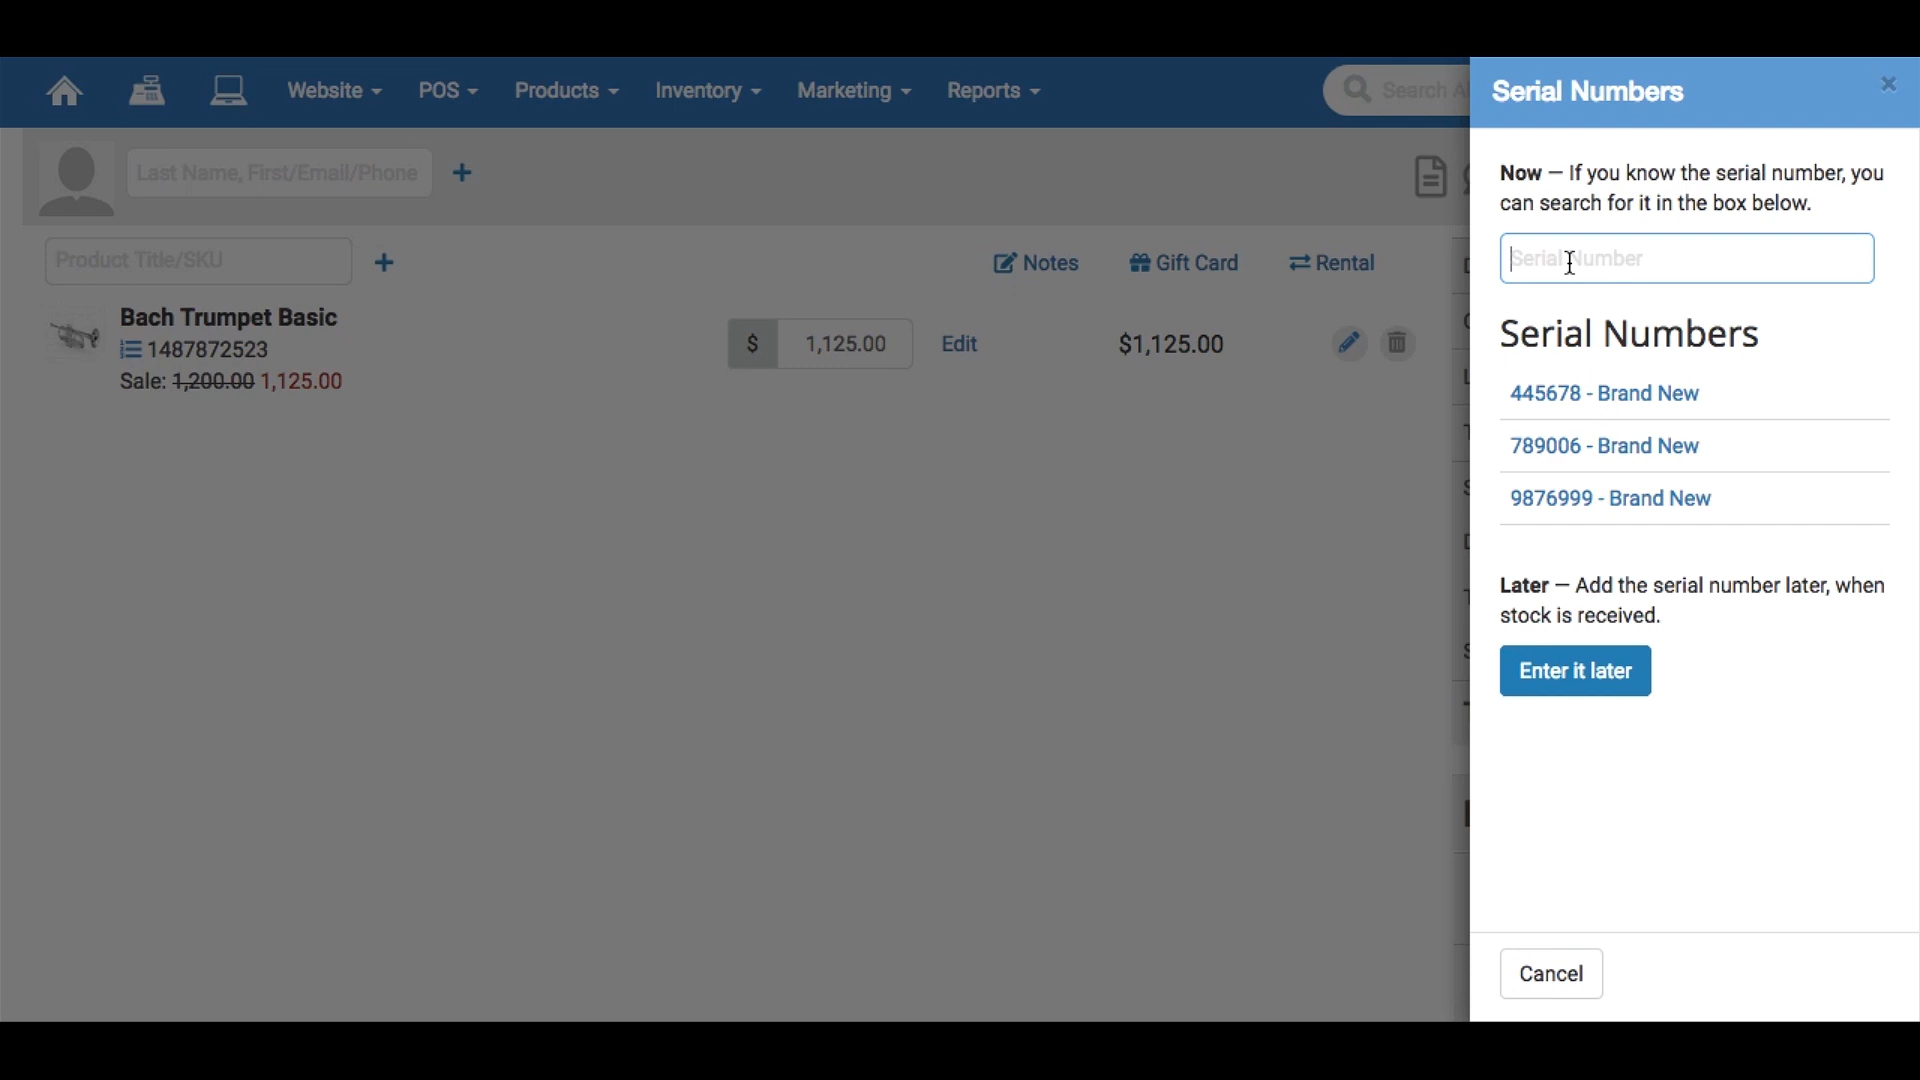 Website POS Products Inventory Marketing Reports Search A
Serial Numbers
×
Last Name, First/Email/Phone
+
Now — If you know the serial number, you
can search for it in the box below.
Product Title/SKU
+
Notes Gift Card Rental
Serial Number
Bach Trumpet Basic
1487872523
Sale: 1,200.00 1,125.00
$ 1,125.00 Edit $1,125.00
Serial Numbers
445678 - Brand New
789006 - Brand New
9876999 - Brand New
Later — Add the serial number later, when
stock is received.
Enter it later
Cancel